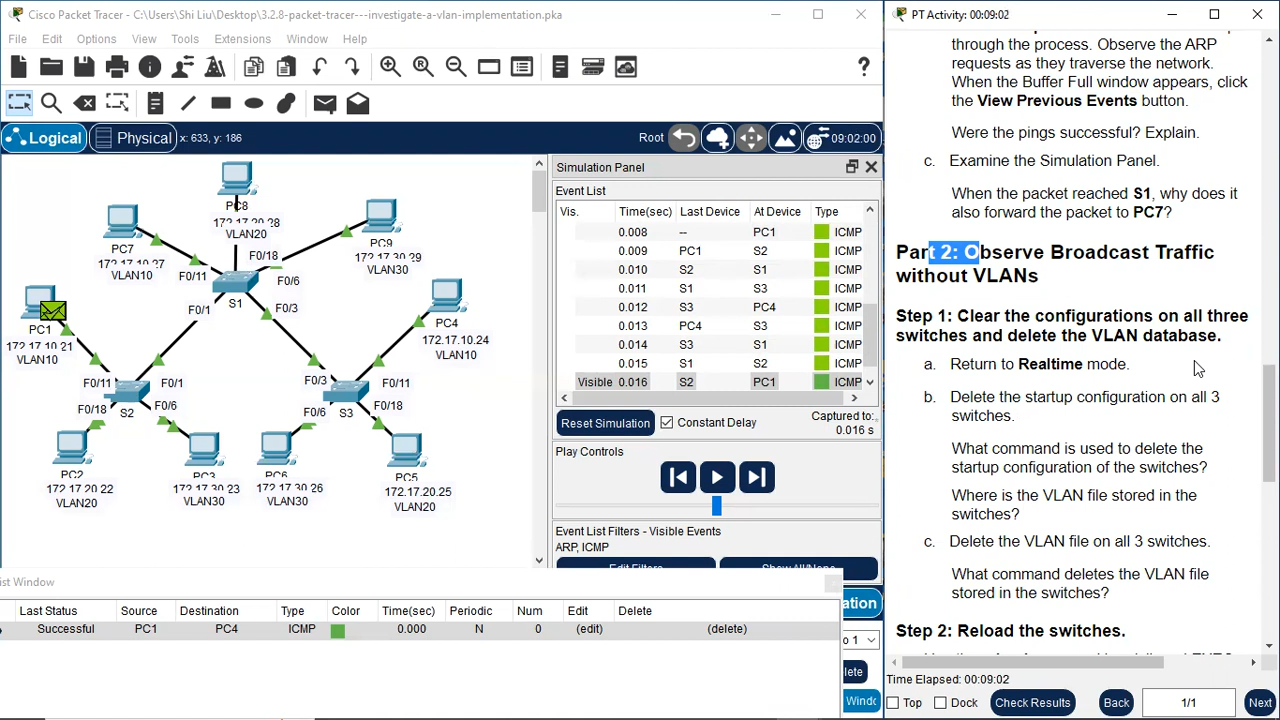 Cisco Packet Tracer - C:\Users\Shi Liu\Desktop\3.2.8-packet-tracer---investigate-a-vlan-implementation.pka
File Edit Options View Tools Extensions Window Help
Logical Physical x: 633, y: 186 Root 09:02:00
PC8
172.17.20.28
VLAN20
PC7
172.17.10.27
VLAN10
PC9
172.17.30.29
VLAN30
F0/11
F0/18
F0/6
S1
F0/1
F0/3
PC1
172.17.10.21
VLAN10
PC4
172.17.10.24
VLAN10
F0/11
F0/1
S2
F0/18
F0/6
F0/3
F0/11
S3
F0/6
F0/18
PC2
172.17.20.22
VLAN20
PC3
172.17.30.23
VLAN30
PC6
172.17.30.26
VLAN30
PC5
172.17.20.25
VLAN20
Simulation Panel
Event List
Vis. Time(sec) Last Device At Device Type
0.008 -- PC1 ICMP
0.009 PC1 S2 ICMP
0.010 S2 S1 ICMP
0.011 S1 S3 ICMP
0.012 S3 PC4 ICMP
0.013 PC4 S3 ICMP
0.014 S3 S1 ICMP
0.015 S1 S2 ICMP
Visible 0.016 S2 PC1 ICMP
Reset Simulation Constant Delay Captured to:
0.016 s
Play Controls
Event List Filters - Visible Events
ARP, ICMP
Edit Filters Show All/None
ist Window
Last Status Source Destination Type Color Time(sec) Periodic Num Edit Delete
Successful PC1 PC4 ICMP 0.000 N 0 (edit) (delete)
ation
o 1
lete
Windo
PT Activity: 00:09:02
through the process. Observe the ARP
requests as they traverse the network.
When the Buffer Full window appears, click
the View Previous Events button.
Were the pings successful? Explain.
c. Examine the Simulation Panel.
When the packet reached S1, why does it
also forward the packet to PC7?
Part 2: Observe Broadcast Traffic
without VLANs
Step 1: Clear the configurations on all three
switches and delete the VLAN database.
a. Return to Realtime mode.
b. Delete the startup configuration on all 3
switches.
What command is used to delete the
startup configuration of the switches?
Where is the VLAN file stored in the
switches?
c. Delete the VLAN file on all 3 switches.
What command deletes the VLAN file
stored in the switches?
Step 2: Reload the switches.
Time Elapsed: 00:09:02
Top Dock Check Results Back 1/1 Next